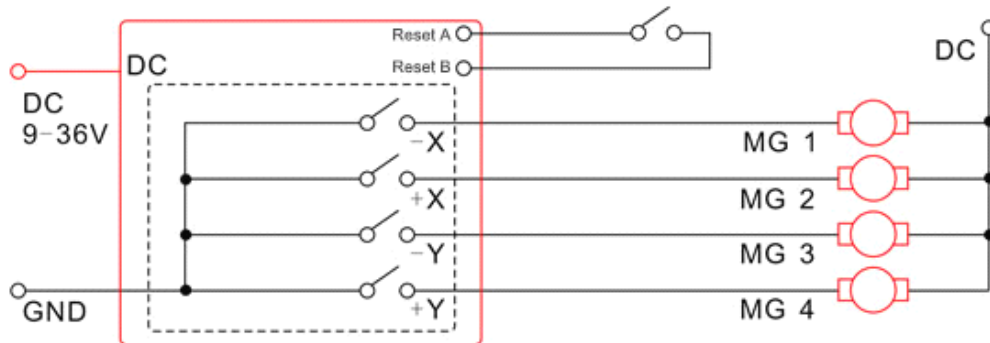 Reset A
DC
DC
Reset B
DC
9-36V
-X
MG 1
+X
MG 2
-Y
MG 3
+Y
MG 4
GND